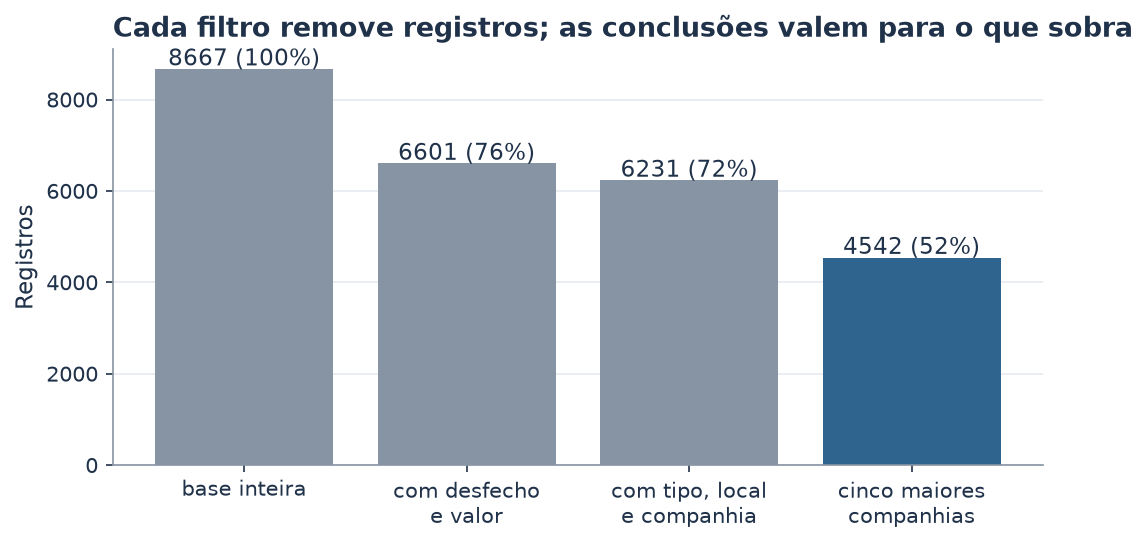 Cada filtro remove registros; as conclusões valem para o que sobra
8667 (100%)
6601 (76%)
6231 (72%)
4542 (52%)
Registros
8000
6000
4000
2000
0
base inteira
com desfecho
e valor
com tipo, local
e companhia
cinco maiores
companhias